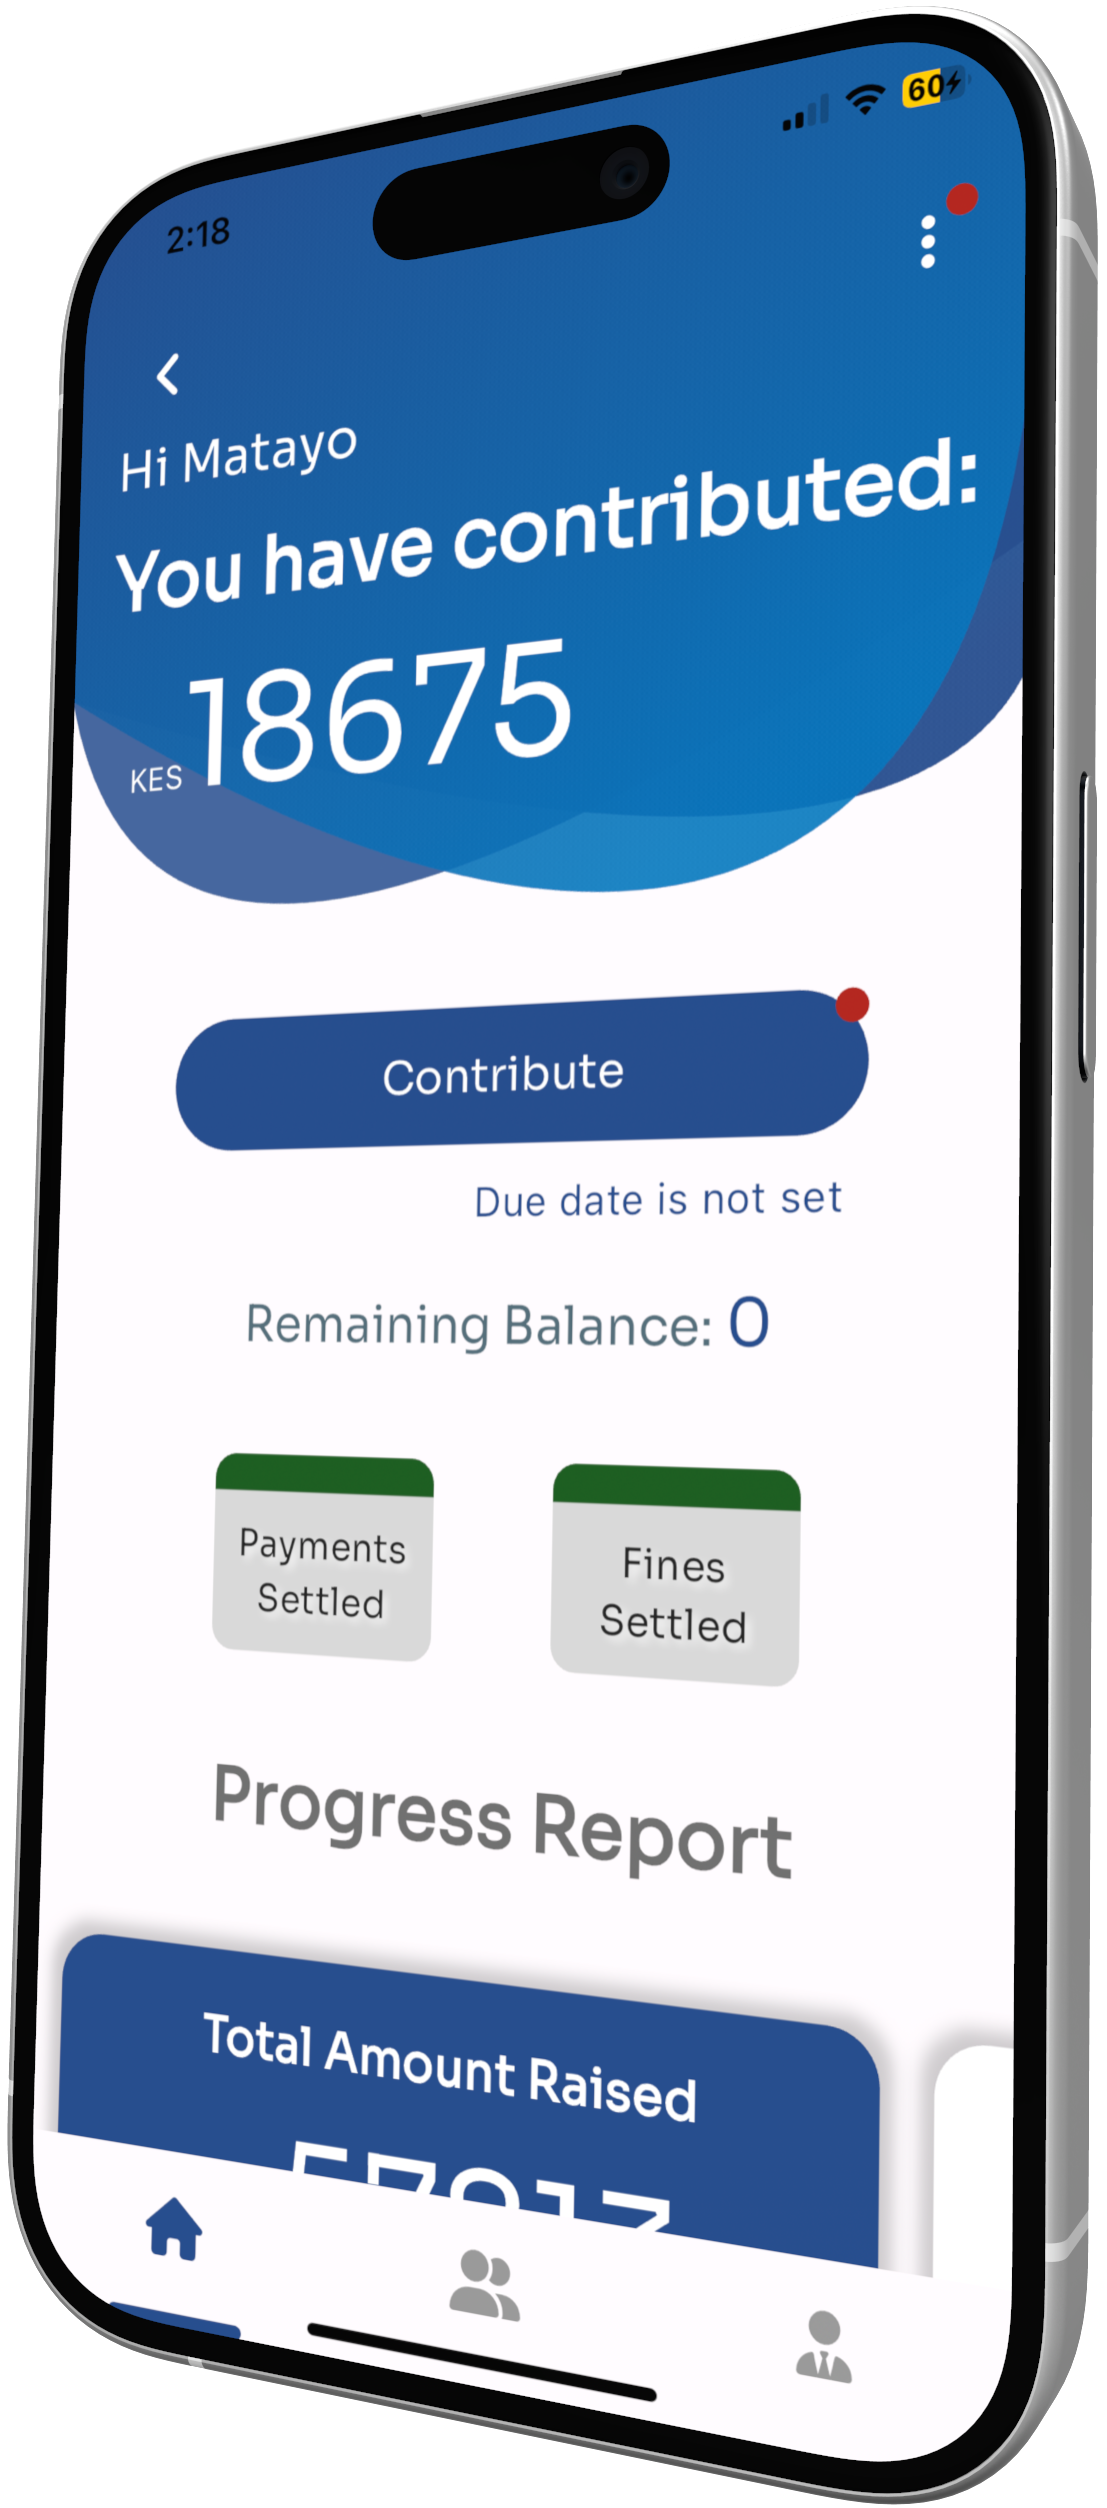 2:18
60
Hi Matayo
You have contributed:
KES 18675
Contribute
Due date is not set
Remaining Balance: 0
Payments
Settled
Fines
Settled
Progress Report
Total Amount Raised